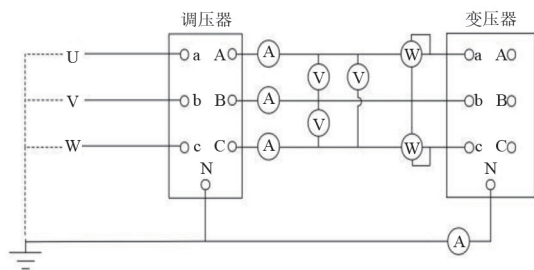 调压器 变压器
U a A A W a A
V V
V b B A b B
V
W c C A W c C
N N
A